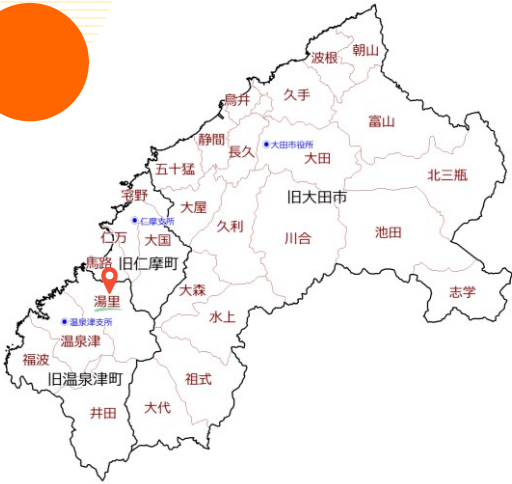 朝山
波根
久手
鳥井
富山
静間
長久
大田市役所
大田
五十猛
北三瓶
宅野
旧大田市
大屋
仁摩支所
久利
池田
仁万
大国
川合
馬路
旧仁摩町
大森
志学
湯里
水上
温泉津支所
温泉津
福波
旧温泉津町
祖式
井田
大代